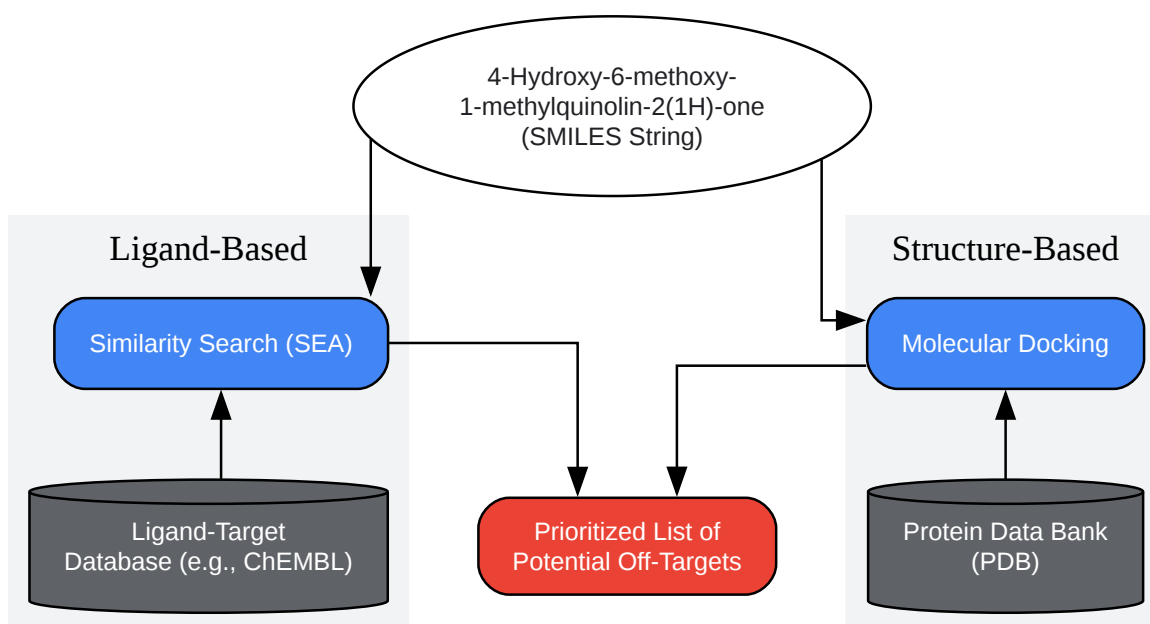 4-Hydroxy-6-methoxy-
1-methylquinolin-2(1H)-one
(SMILES String)
Ligand-Based
Structure-Based
Similarity Search (SEA)
Molecular Docking
Ligand-Target
Database (e.g., ChEMBL)
Prioritized List of
Potential Off-Targets
Protein Data Bank
(PDB)